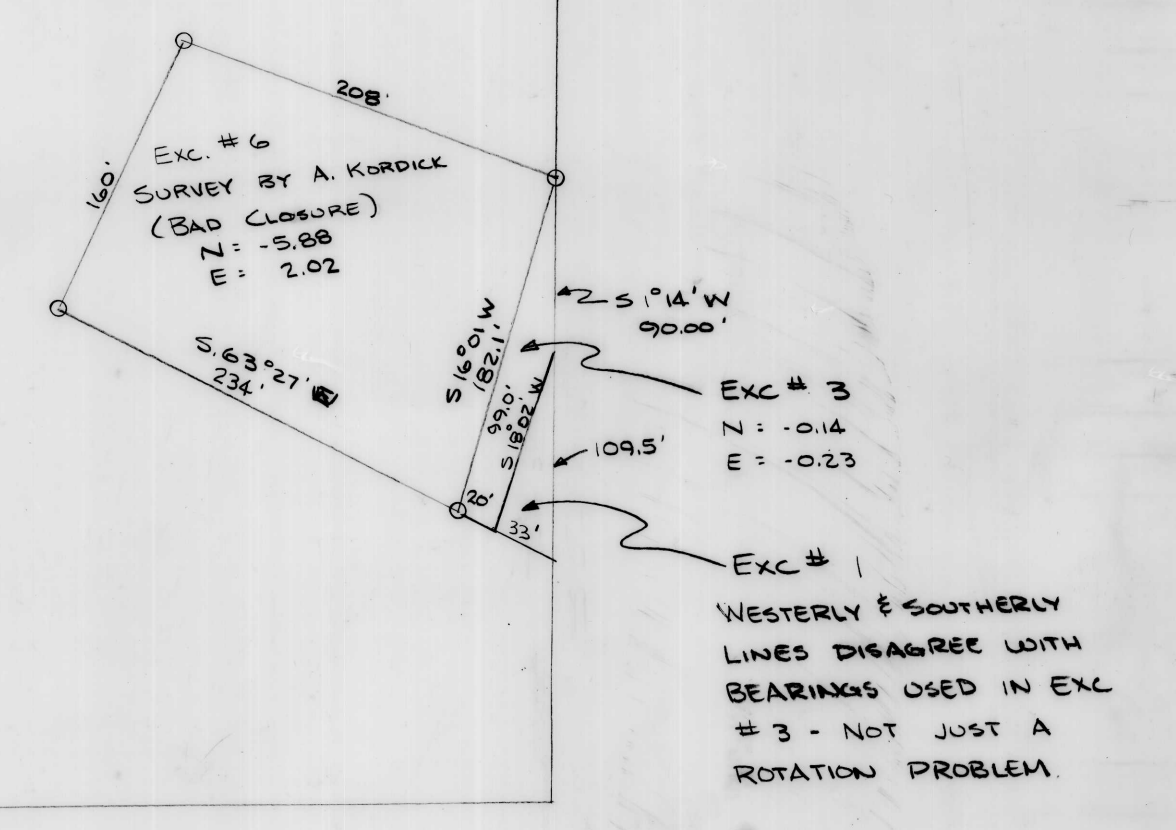 208'
160'
Exc. # 6
SURVEY BY A. KORDICK
(BAD CLOSURE)
N = -5.88
E = 2.02
S 1°14' W
90.00'
S 16°01 W
182.1'
S. 63°27' E
234'
99.0'
S 18°02' W
Exc # 3
N = -0.14
E = -0.23
109.5'
20'
33'
Exc # 1
WESTERLY & SOUTHERLY
LINES DISAGREE WITH
BEARINGS USED IN EXC
# 3 - NOT JUST A
ROTATION PROBLEM.